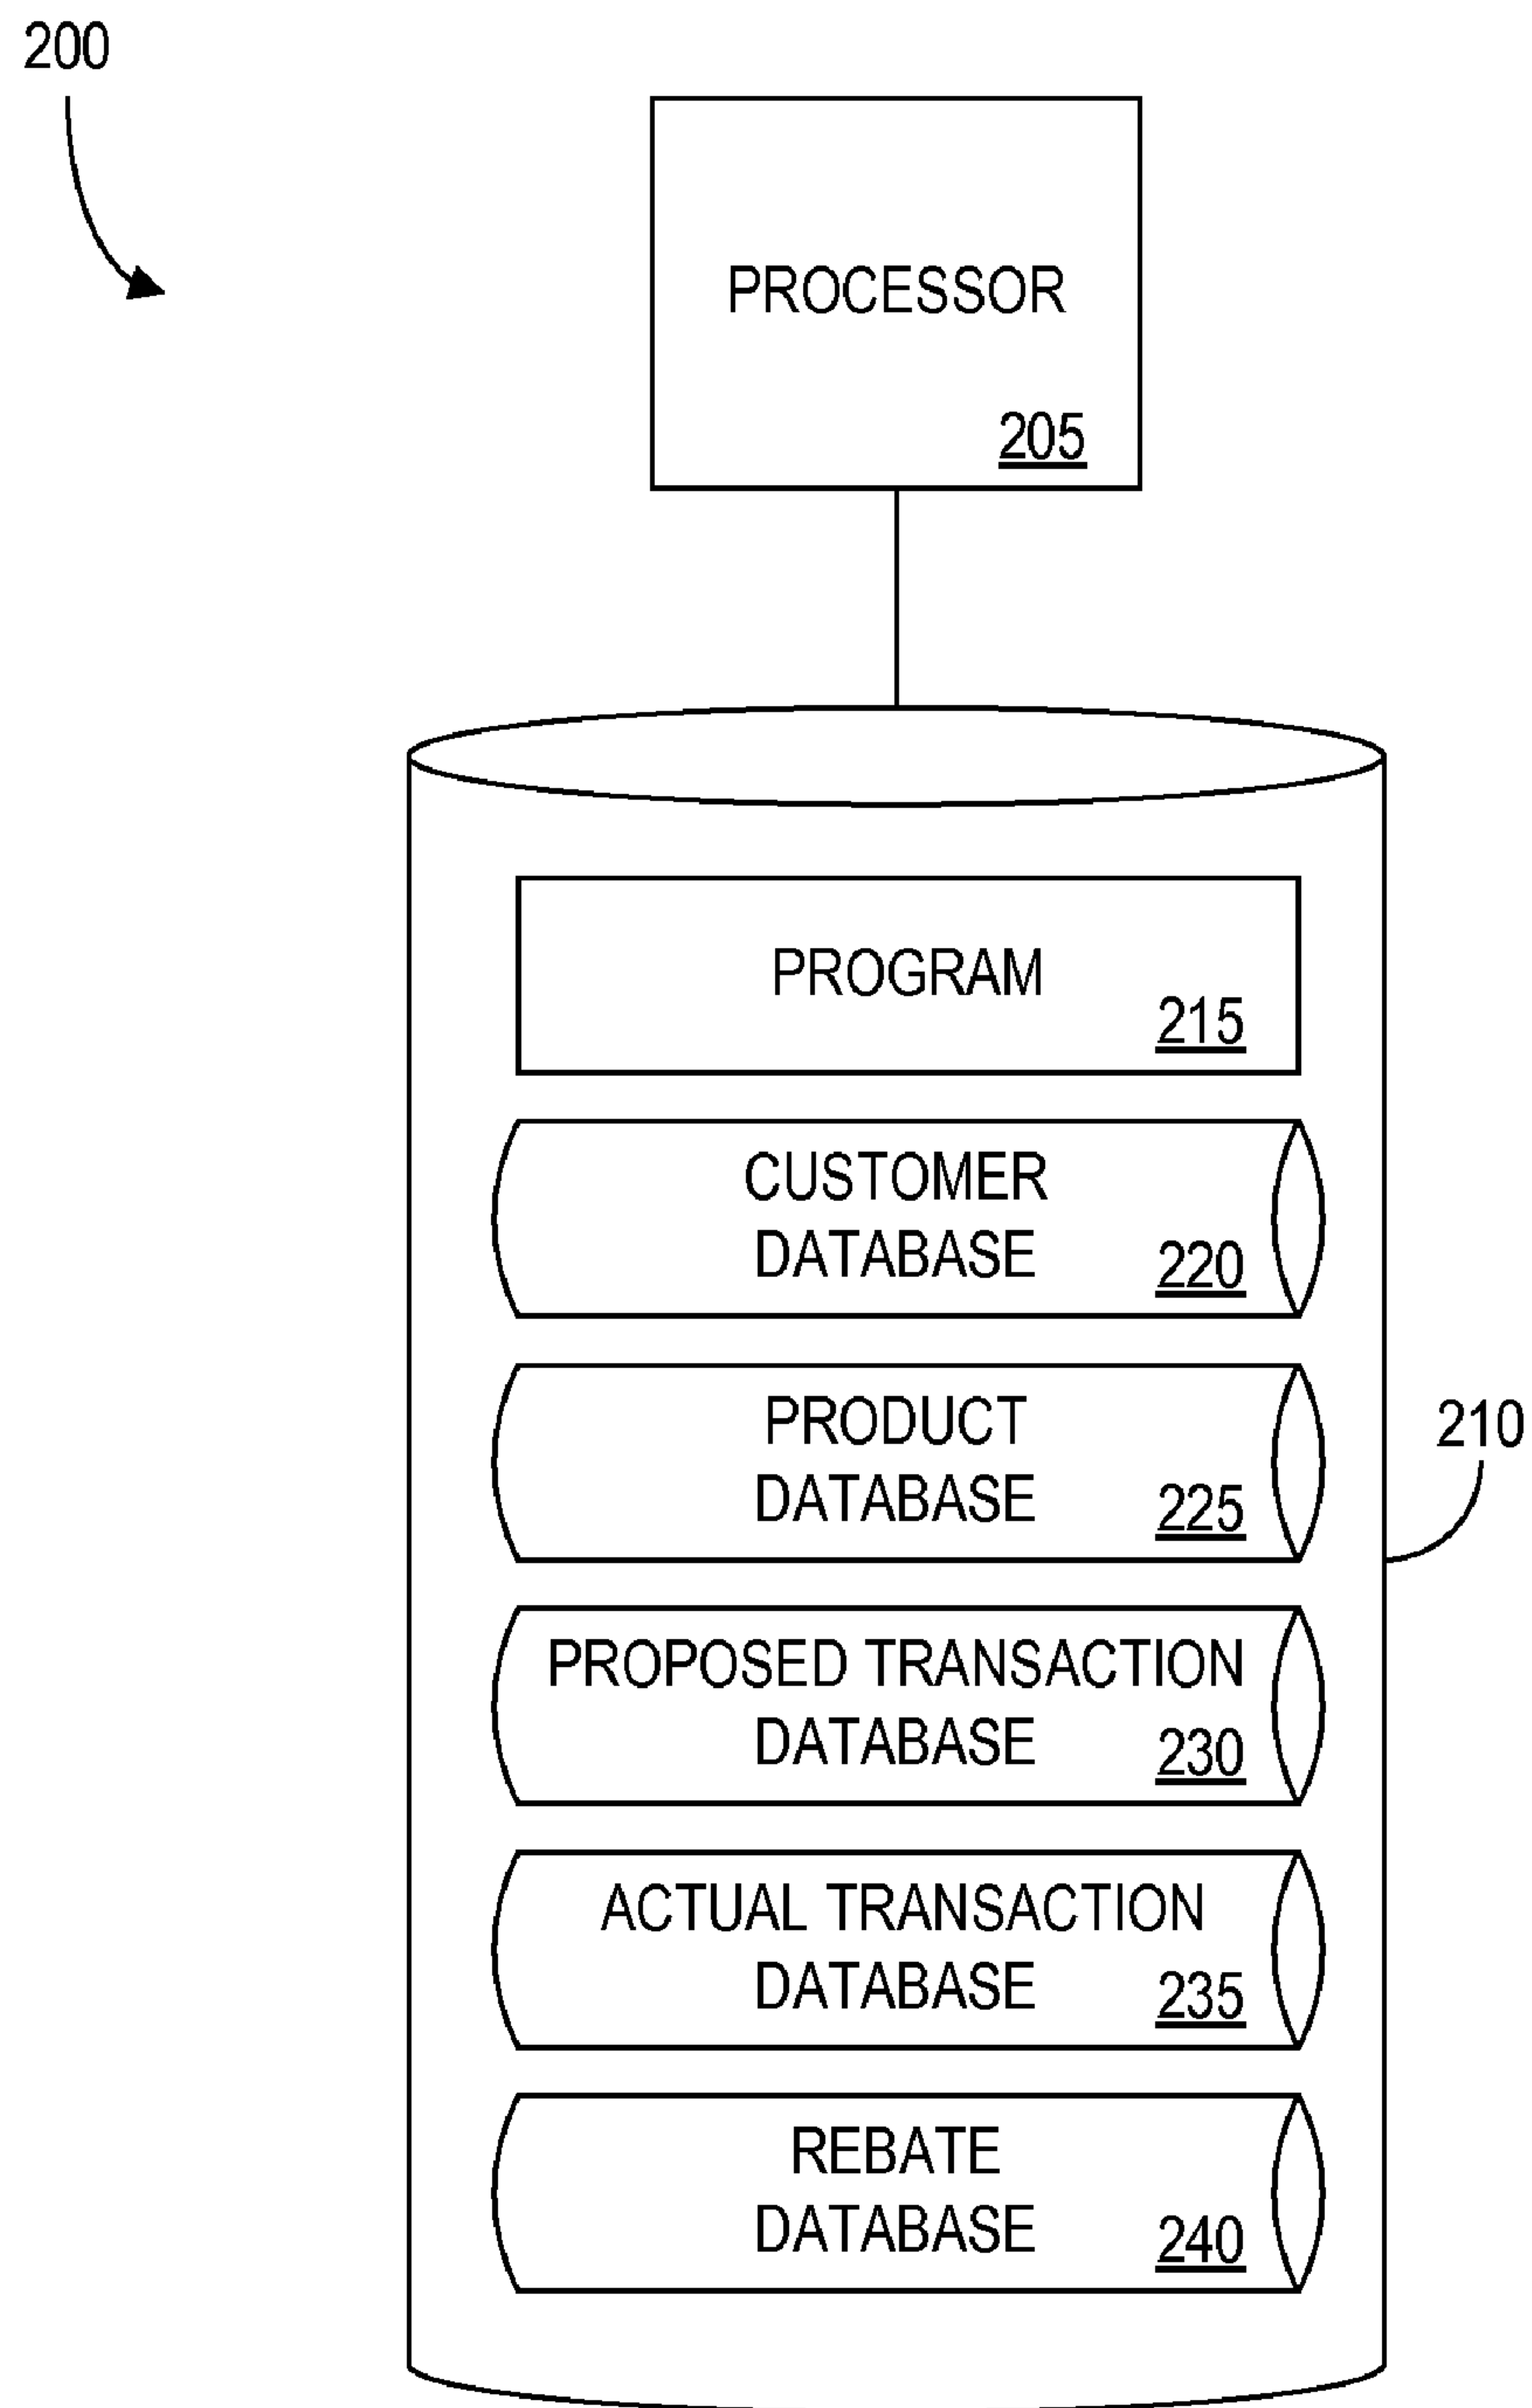 200
PROCESSOR
205
PROGRAM
215
CUSTOMER
DATABASE
220
PRODUCT
DATABASE
225
210
PROPOSED TRANSACTION
DATABASE
230
ACTUAL TRANSACTION
DATABASE
235
REBATE
DATABASE
240